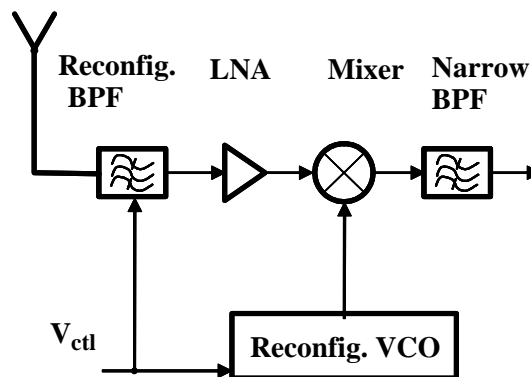 Reconfig.
BPF
LNA
Mixer
Narrow
BPF
V_ctl
Reconfig. VCO